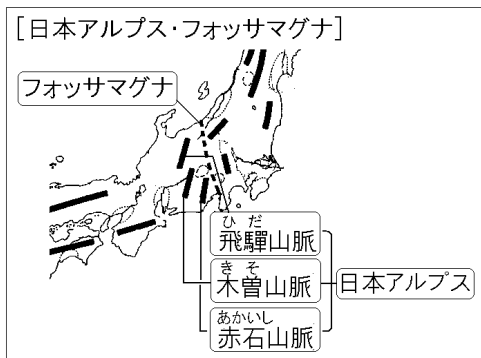 [日本アルプス・フォッサマグナ]
フォッサマグナ
ひだ
飛驒山脈
きそ
木曽山脈
日本アルプス
あかいし
赤石山脈